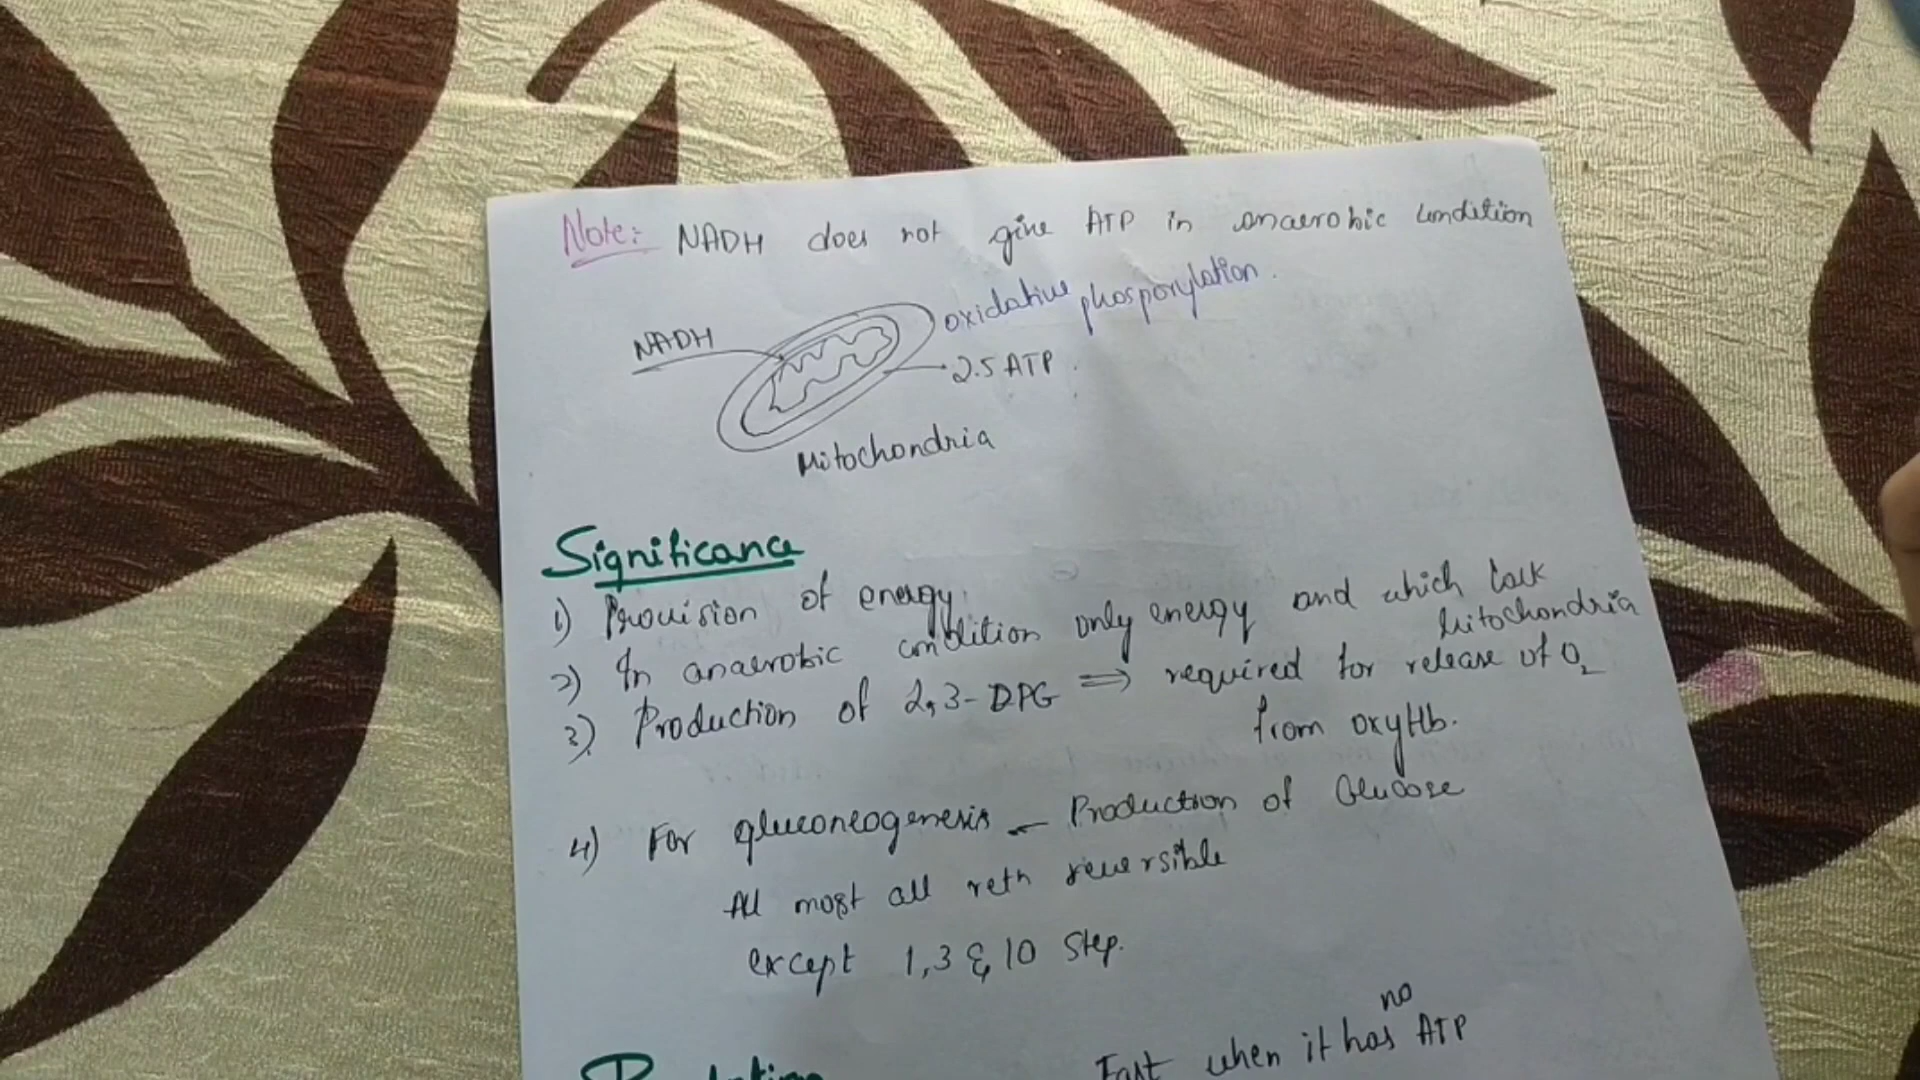 Note:- NADH does not give ATP in anaerobic condition
oxidative phosporylation.
NADH
2.5 ATP.
Mitochondria
Significance
1) Provision of energy.
2) In anaerobic condition only energy and which lack Mitochondria
3) Production of 2,3-DPG ⇒ required for release of O2
from oxyHb.
4) For gluconeogenesis - Production of Glucose
All most all rctn reversible
except 1,3 & 10 step.
no
Fast when it has ATP